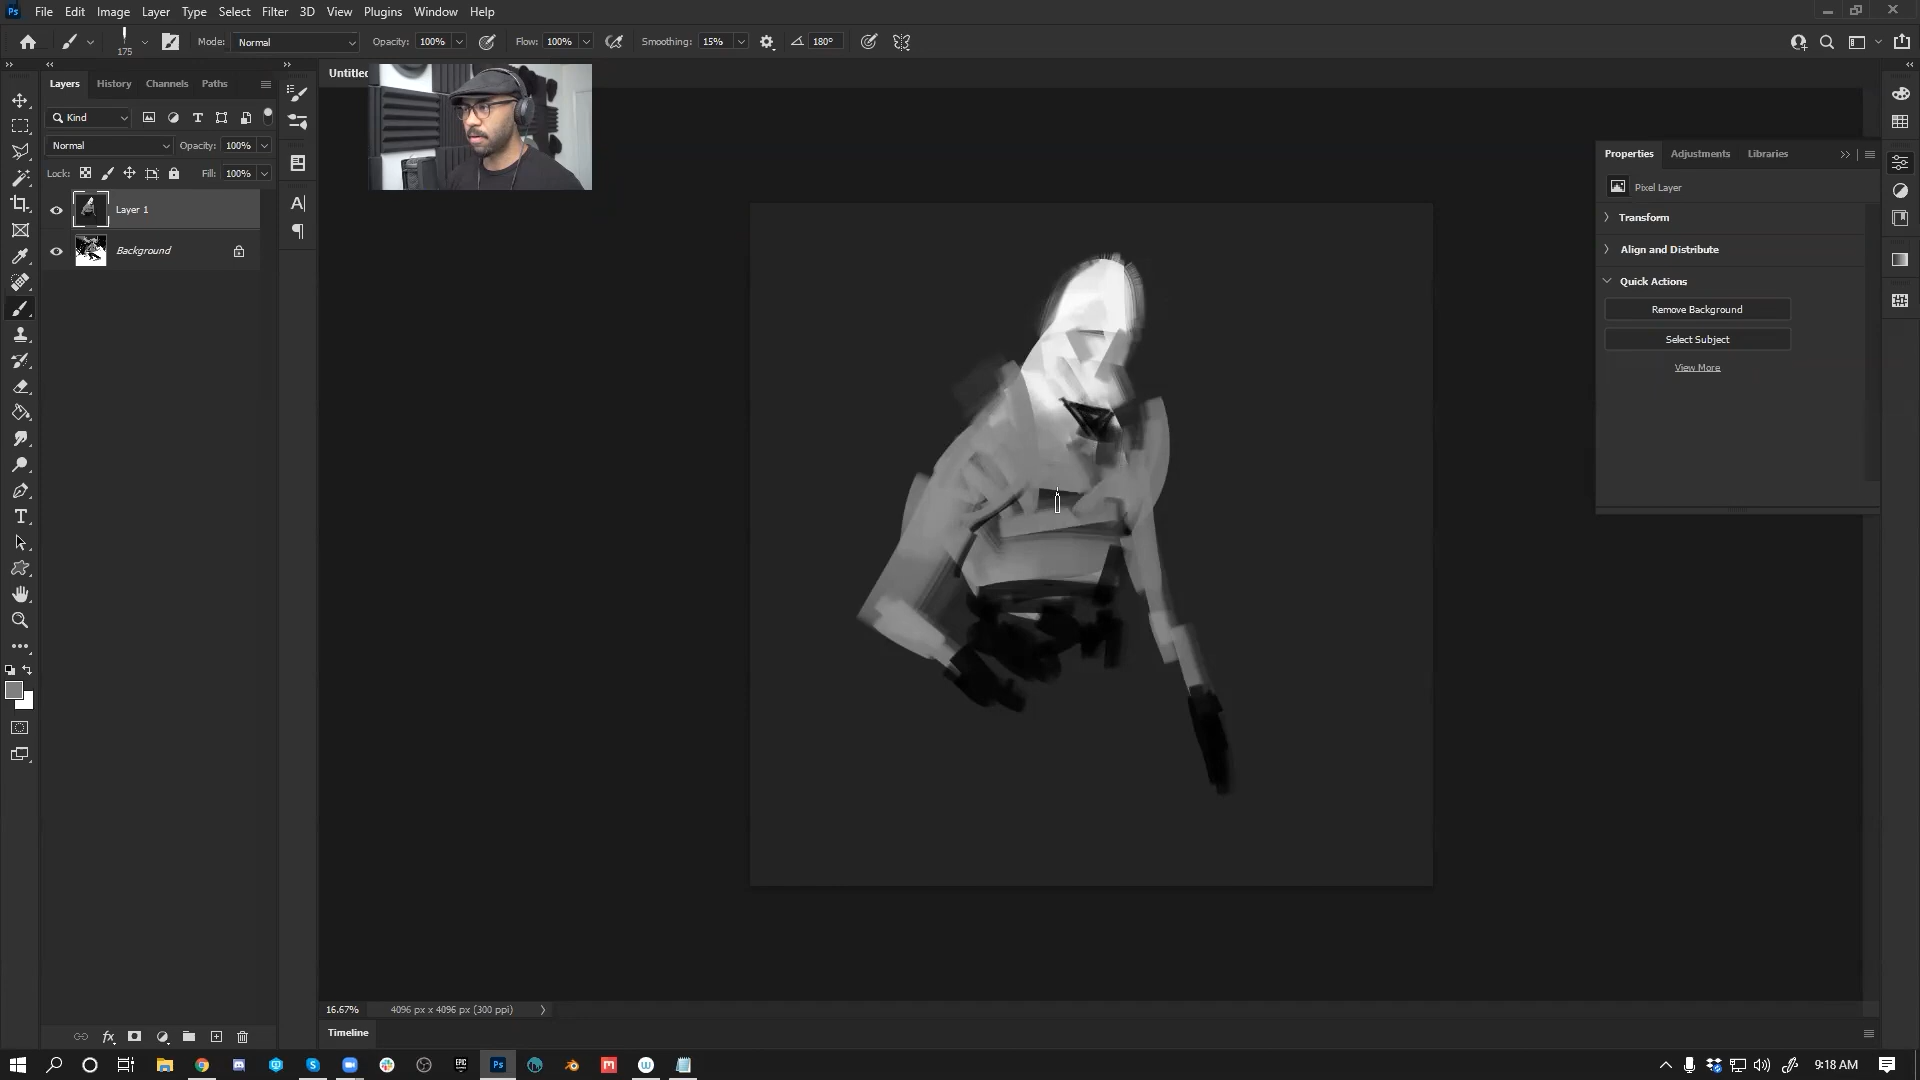 Ps File Edit Image Layer Type Select Filter 3D View Plugins Window Help
175 Mode: Normal Opacity: 100% Flow: 100% Smoothing: 15% 180°
Layers History Channels Paths
Untitled
Kind
Normal Opacity: 100%
Lock: Fill: 100%
Layer 1
Background
Properties Adjustments Libraries
Pixel Layer
Transform
Align and Distribute
Quick Actions
Remove Background
Select Subject
View More
16.67% 4096 px x 4096 px (300 ppi)
Timeline
9:18 AM